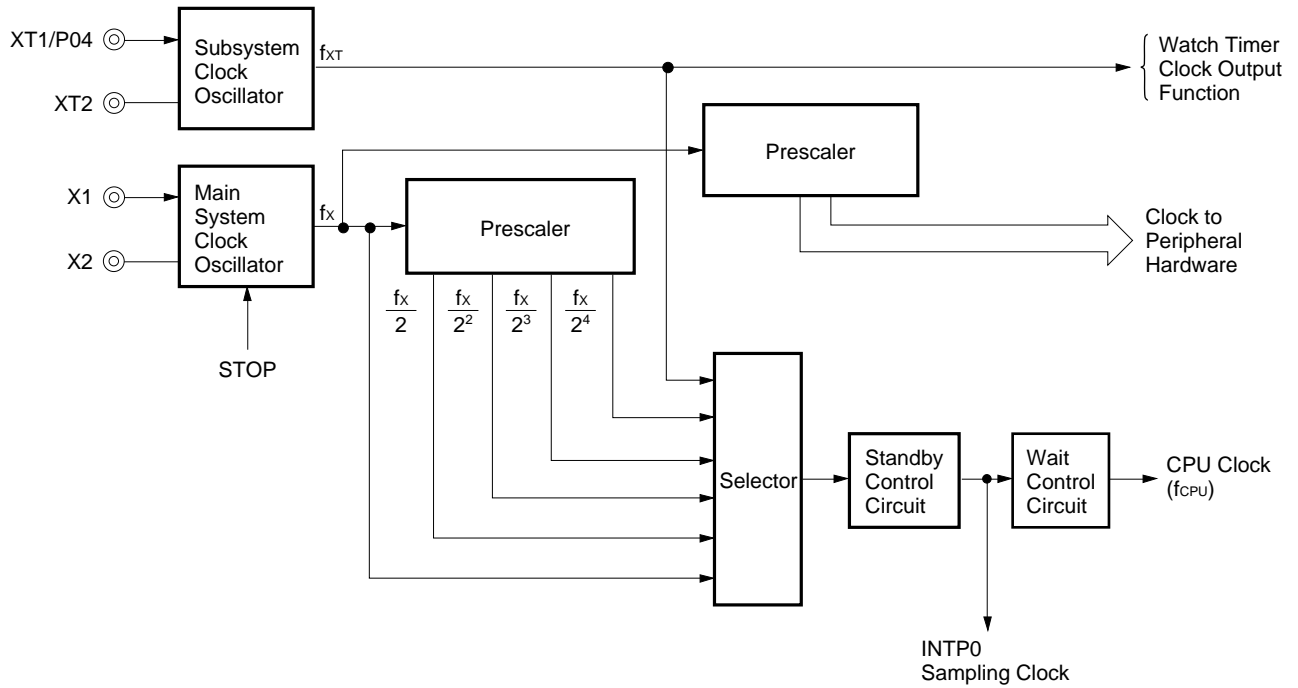 XT1/P04
XT2
Subsystem
Clock
Oscillator
fXT
Watch Timer
Clock Output
Function
Prescaler
X1
X2
Main
System
Clock
Oscillator
fX
Prescaler
Clock to
Peripheral
Hardware
fX/2
fX/2²
fX/2³
fX/2⁴
STOP
Selector
Standby
Control
Circuit
Wait
Control
Circuit
CPU Clock
(fCPU)
INTP0
Sampling Clock